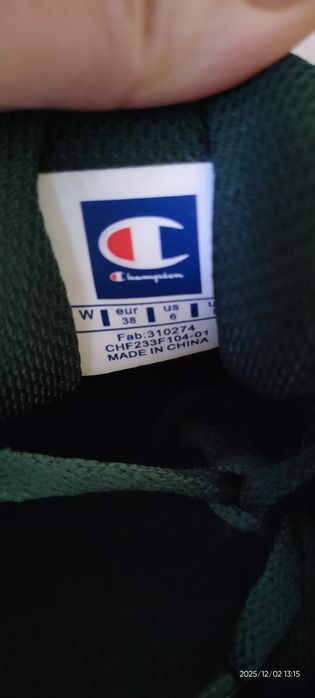 Champion
W eur us
38 6
Fab:310274
CHF233F104-01
MADE IN CHINA
2025/12/02 13:15